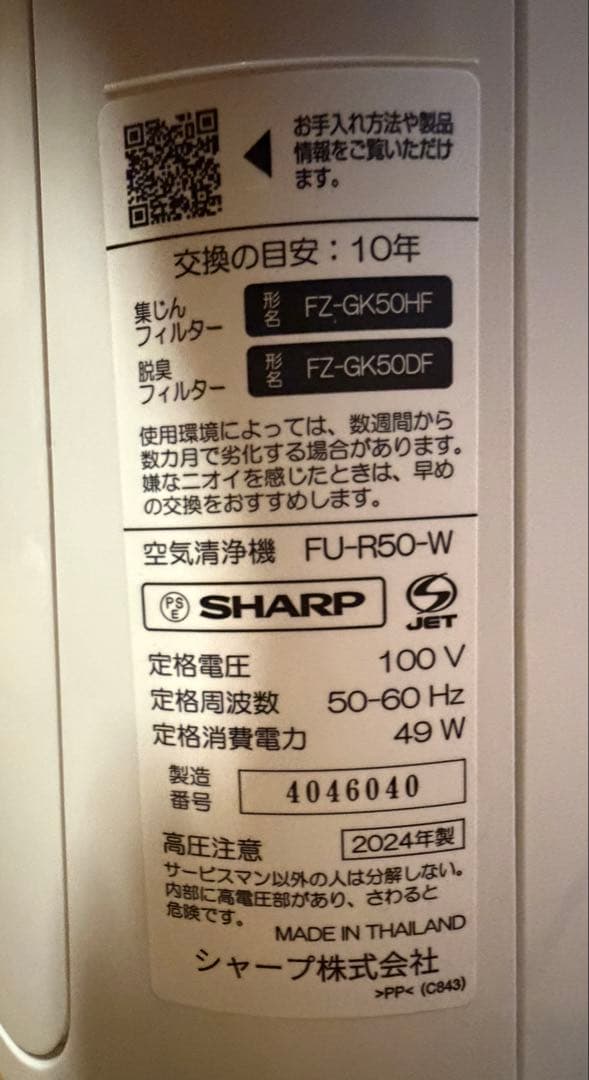 お手入れ方法や製品
情報をご覧いただけ
ます。
交換の目安：10年
集じん
フィルター
形名 FZ-GK50HF
脱臭
フィルター
形名 FZ-GK50DF
使用環境によっては、数週間から
数カ月で劣化する場合があります。
嫌なニオイを感じたときは、早め
の交換をおすすめします。
空気清浄機 FU-R50-W
PS
E SHARP
JET
定格電圧 100 V
定格周波数 50-60 Hz
定格消費電力 49 W
製造
番号 4046040
高圧注意 2024年製
サービスマン以外の人は分解しない。
内部に高電圧部があり、さわると
危険です。
MADE IN THAILAND
シャープ株式会社
>PP< (C843)